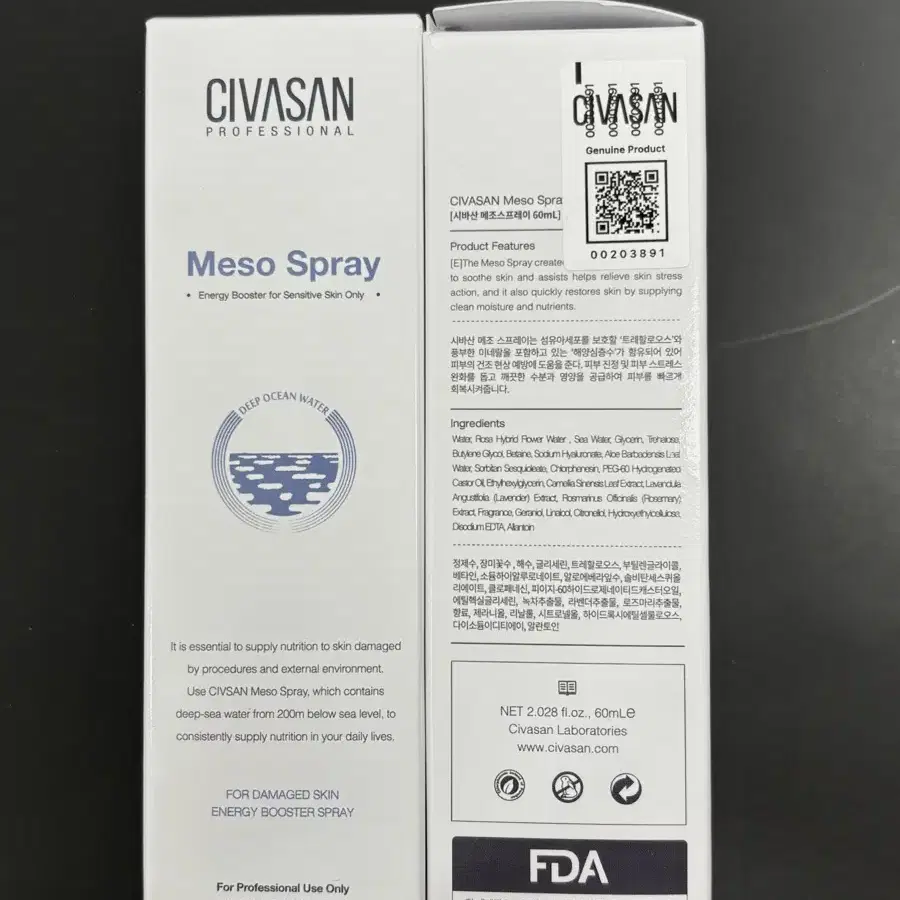 CIVASAN
PROFESSIONAL
Meso Spray
• Energy Booster for Sensitive Skin Only •
DEEP OCEAN WATER
It is essential to supply nutrition to skin damaged
by procedures and external environment.
Use CIVSAN Meso Spray, which contains
deep-sea water from 200m below sea level, to
consistently supply nutrition in your daily lives.
FOR DAMAGED SKIN
ENERGY BOOSTER SPRAY
For Professional Use Only
CIVASAN
00203891 00203891 00203891 00203891
Genuine Product
00203891
CIVASAN Meso
[시바산 메조스프레이 60mL]
Product Features
[E]The Meso Spray
to soothe skin and assists helps relieve skin stress
action, and it also quickly restores skin by supplying
clean moisture and nutrients.
시바산 메조 스프레이는 섬유아세포를 보호할 '트레할로오스'와
풍부한 미네랄을 포함하고 있는 '해양심층수'가 함유되어 있어
피부의 건조 현상 예방에 도움을 준다. 피부 진정 및 피부 스트레스
완화를 돕고 깨끗한 수분과 영양을 공급하여 피부를 빠르게
회복시켜줍니다.
Ingredients
Water, Rosa Hybrid Flower Water , Sea Water, Glycerin, Trehalose,
Butylene Glycol, Betaine, Sodium Hyaluronate, Aloe Barbadensis Leaf
Water, Sorbitan Sesquioleate, Chlorphenesin, PEG-60 Hydrogenated
Castor Oil, Ethylhexylglycerin, Camellia Sinensis Leaf Extract, Lavandula
Angustifolia (Lavender) Extract, Rosmarinus Officinalis (Rosemary)
Extract, Fragrance, Geraniol, Linalool, Citronellol, Hydroxyethylcellulose,
Disodium EDTA, Allantoin
정제수, 장미꽃수 , 해수, 글리세린, 트레할로오스, 부틸렌글라이콜,
베타인, 소듐하이알루로네이트, 알로에베라잎수, 솔비탄세스퀴올
리에이트, 클로페네신, 피이지-60하이드로제네이티드캐스터오일,
에틸헥실글리세린, 녹차추출물, 라벤더추출물, 로즈마리추출물,
향료, 제라니올, 리날룰, 시트로넬올, 하이드록시에틸셀룰로오스,
다이소듐이디티에이, 알란토인
NET 2.028 fl.oz., 60mL℮
Civasan Laboratories
www.civasan.com
FDA